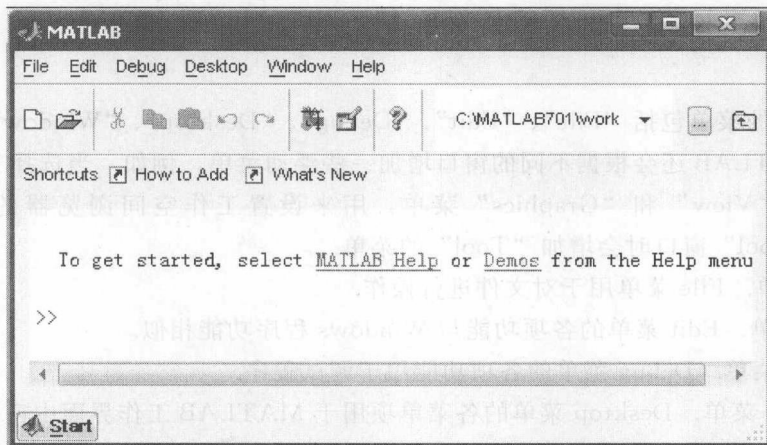 MATLAB
File Edit Debug Desktop Window Help
C:\MATLAB701\work
Shortcuts How to Add What's New
To get started, select MATLAB Help or Demos from the Help menu
>>
Start